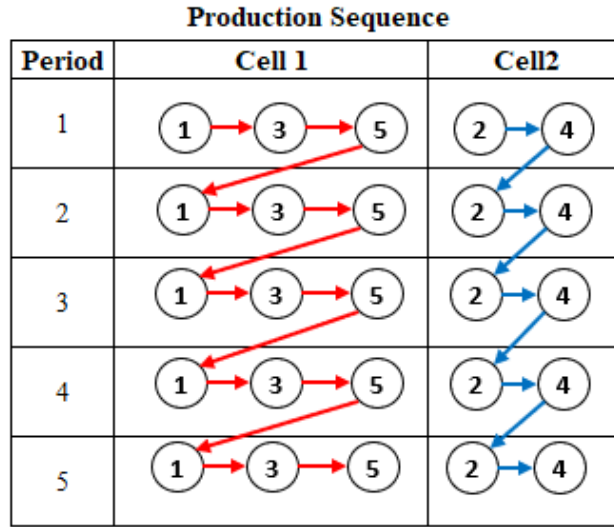 Production Sequence
Period Cell 1 Cell2
1 1 3 5 2 4
2 1 3 5 2 4
3 1 3 5 2 4
4 1 3 5 2 4
5 1 3 5 2 4